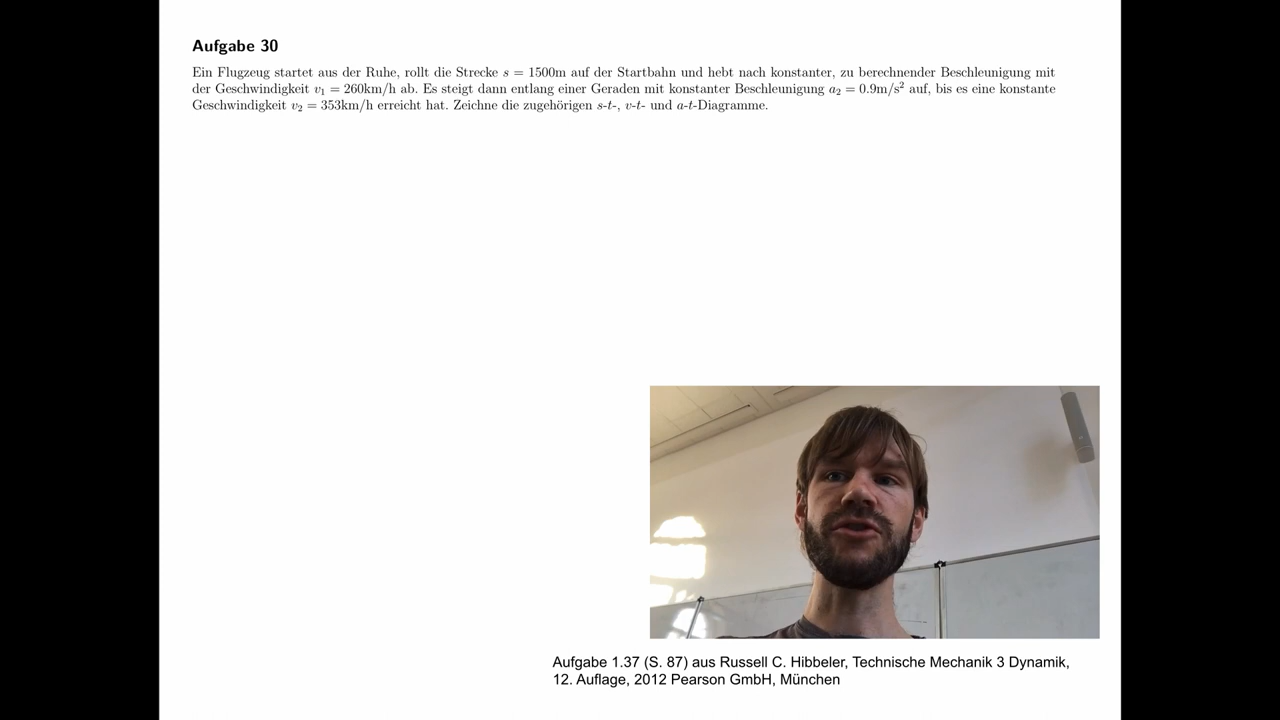 Aufgabe 30
Ein Flugzeug startet aus der Ruhe, rollt die Strecke s = 1500m auf der Startbahn und hebt nach konstanter, zu berechnender Beschleunigung mit
der Geschwindigkeit v₁ = 260km/h ab. Es steigt dann entlang einer Geraden mit konstanter Beschleunigung a₂ = 0.9m/s² auf, bis es eine konstante
Geschwindigkeit v₂ = 353km/h erreicht hat. Zeichne die zugehörigen s-t-, v-t- und a-t-Diagramme.
Aufgabe 1.37 (S. 87) aus Russell C. Hibbeler, Technische Mechanik 3 Dynamik,
12. Auflage, 2012 Pearson GmbH, München